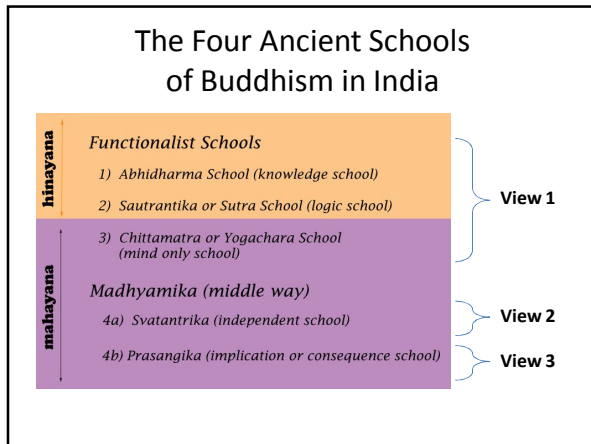 The Four Ancient Schools
of Buddhism in India
hinayana
Functionalist Schools
1) Abhidharma School (knowledge school)
2) Sautrantika or Sutra School (logic school)
View 1
mahayana
3) Chittamatra or Yogachara School
(mind only school)
Madhyamika (middle way)
4a) Svatantrika (independent school)
View 2
4b) Prasangika (implication or consequence school)
View 3